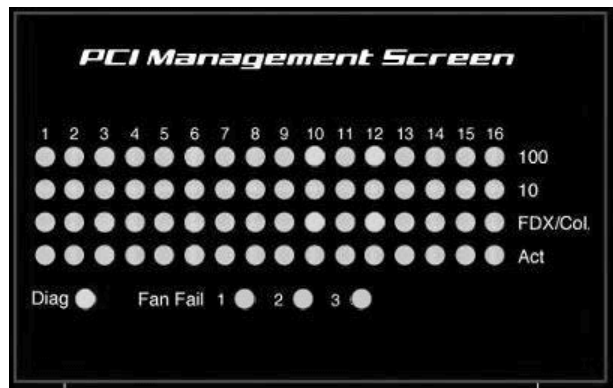 PCI Management Screen
1 2 3 4 5 6 7 8 9 10 11 12 13 14 15 16
100
10
FDX/Col.
Act
Diag Fan Fail 1 2 3